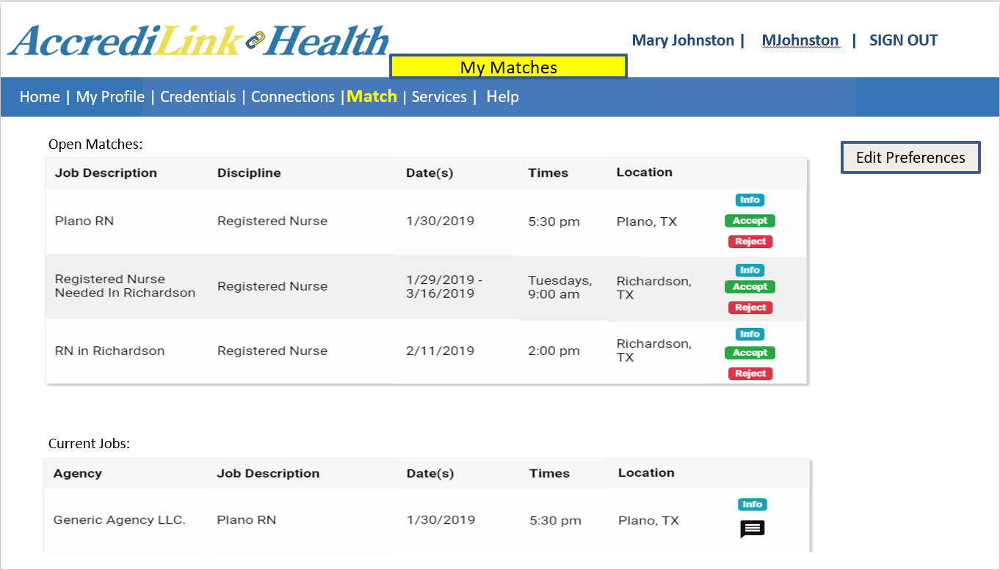 AccrediLink Health
Mary Johnston | MJohnston | SIGN OUT
My Matches
Home | My Profile | Credentials | Connections | Match | Services | Help
Open Matches:
Edit Preferences
Job Description Discipline Date(s) Times Location
Plano RN Registered Nurse 1/30/2019 5:30 pm Plano, TX
Info
Accept
Reject
Registered Nurse
Needed In Richardson
Registered Nurse
1/29/2019 -
3/16/2019
Tuesdays,
9:00 am
Richardson,
TX
Info
Accept
Reject
RN in Richardson Registered Nurse 2/11/2019 2:00 pm
Richardson,
TX
Info
Accept
Reject
Current Jobs:
Agency Job Description Date(s) Times Location
Generic Agency LLC. Plano RN 1/30/2019 5:30 pm Plano, TX
Info